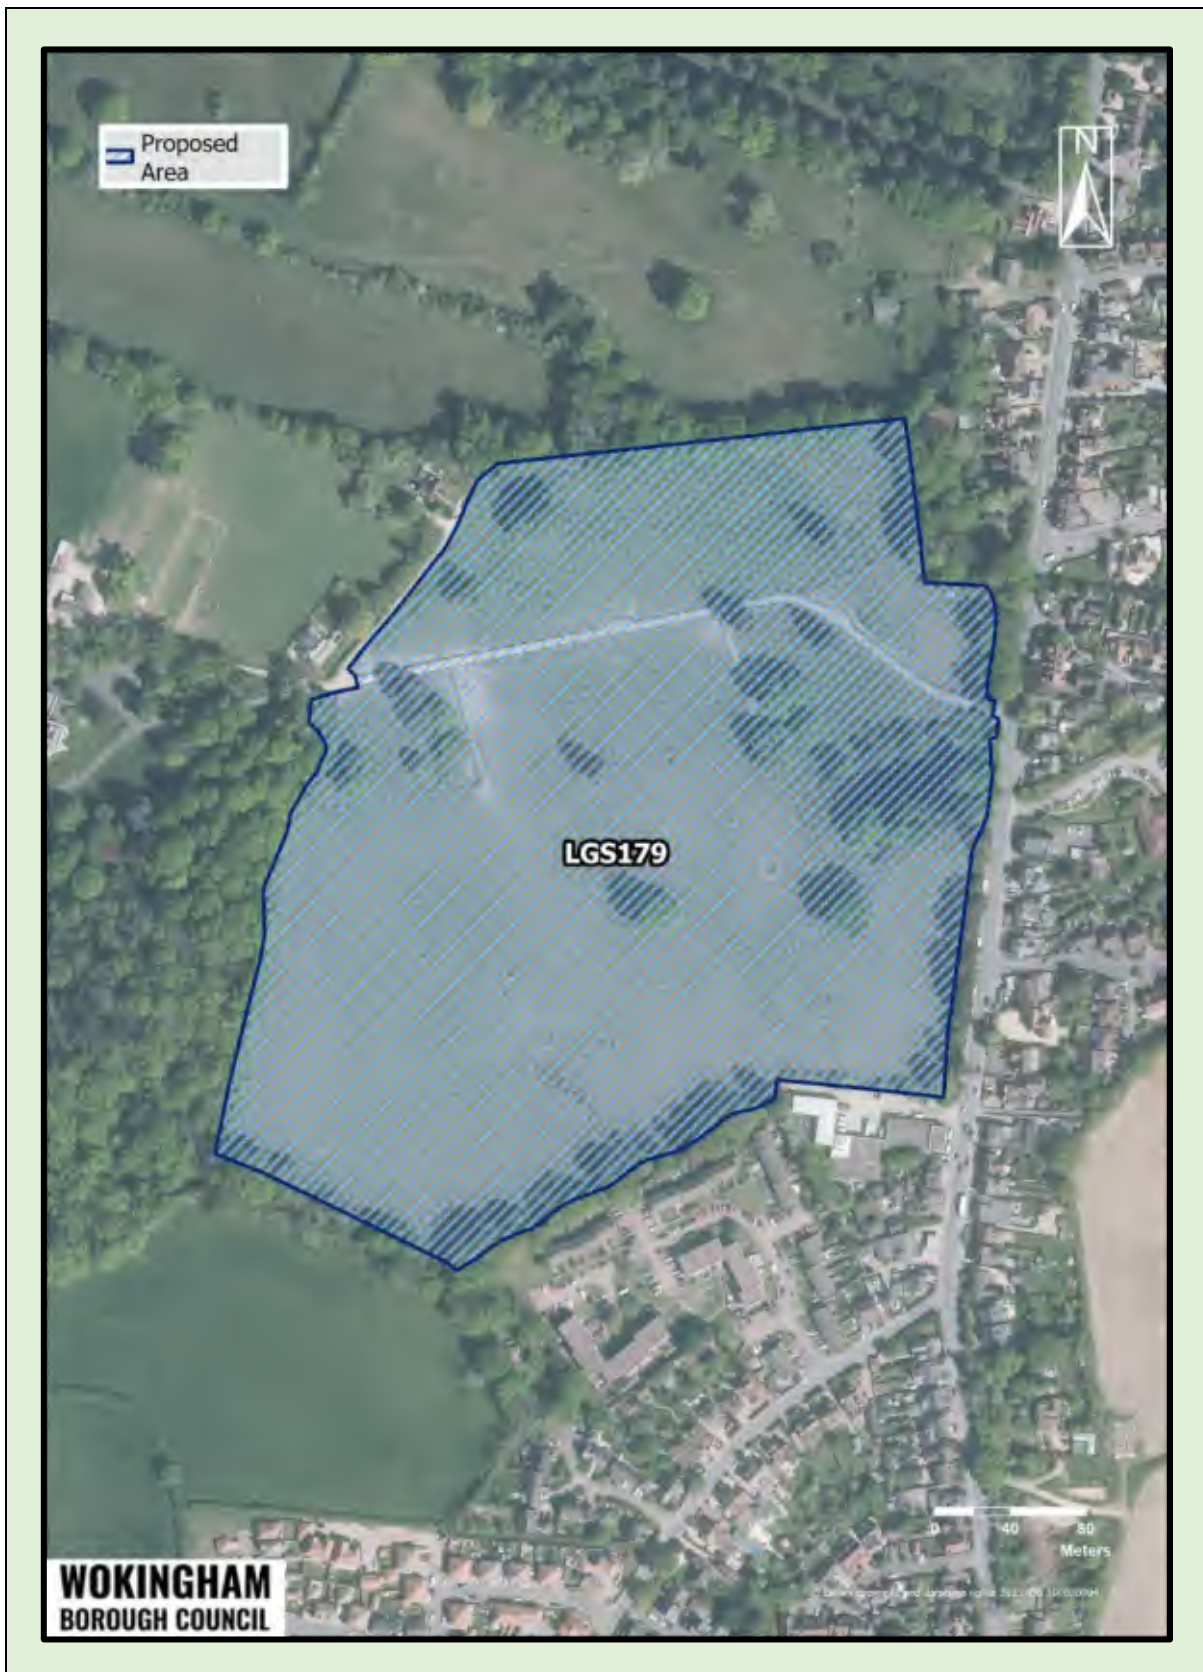 Proposed
Area
N
LGS179
0 40 80
Meters
WOKINGHAM
BOROUGH COUNCIL